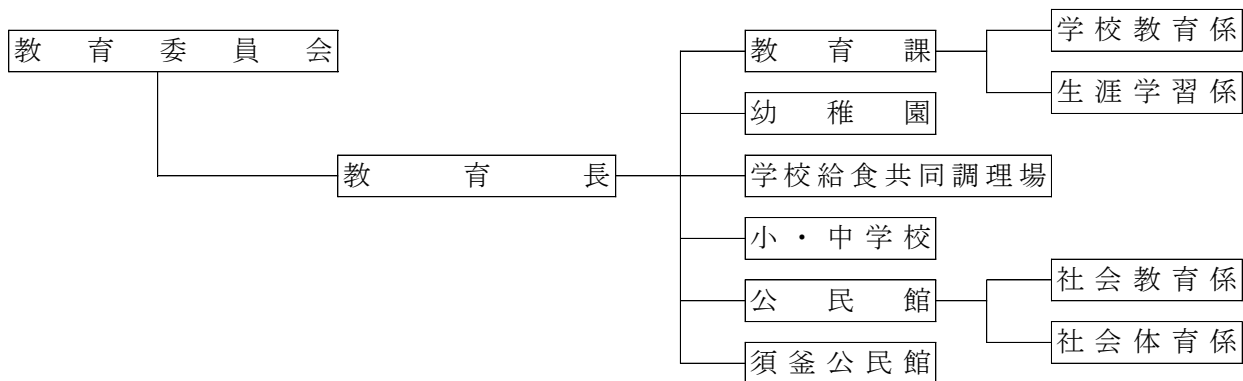 教育委員会
教育長
教育課
学校教育係
生涯学習係
幼稚園
学校給食共同調理場
小・中学校
公民館
社会教育係
社会体育係
須釜公民館